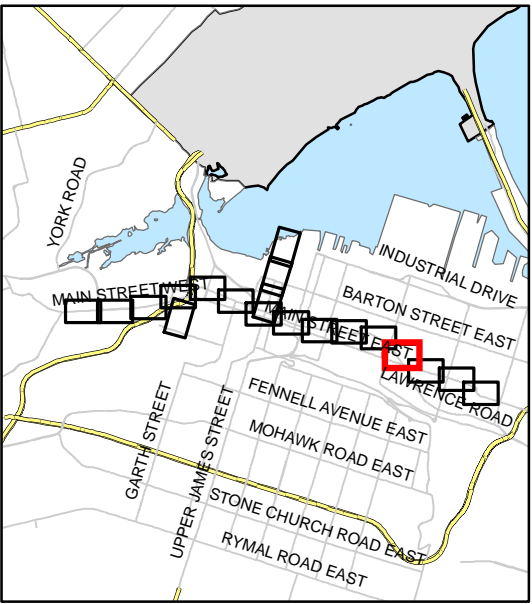 YORK ROAD
INDUSTRIAL DRIVE
MAIN STREET WEST
BARTON STREET EAST
MAIN STREET EAST
LAWRENCE ROAD
FENNELL AVENUE EAST
GARTH STREET
UPPER JAMES STREET
MOHAWK ROAD EAST
STONE CHURCH ROAD EAST
RYMAL ROAD EAST